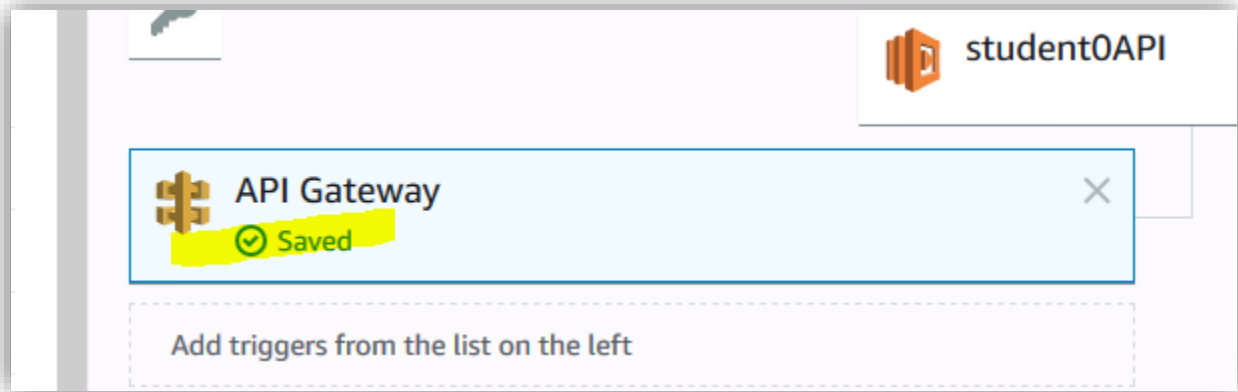 student0API
API Gateway
Saved
Add triggers from the list on the left